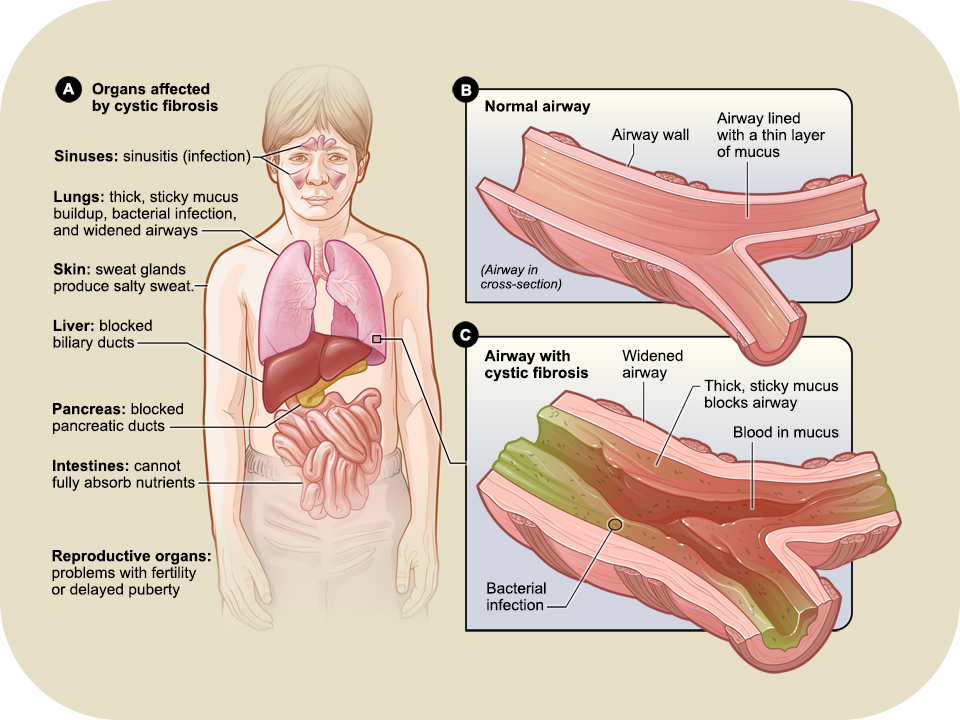 A
Organs affected
by cystic fibrosis
Sinuses: sinusitis (infection)
Lungs: thick, sticky mucus
buildup, bacterial infection,
and widened airways
Skin: sweat glands
produce salty sweat.
Liver: blocked
biliary ducts
Pancreas: blocked
pancreatic ducts
Intestines: cannot
fully absorb nutrients
Reproductive organs:
problems with fertility
or delayed puberty
B
Normal airway
Airway wall
Airway lined
with a thin layer
of mucus
(Airway in
cross-section)
C
Airway with
cystic fibrosis
Widened
airway
Thick, sticky mucus
blocks airway
Blood in mucus
Bacterial
infection